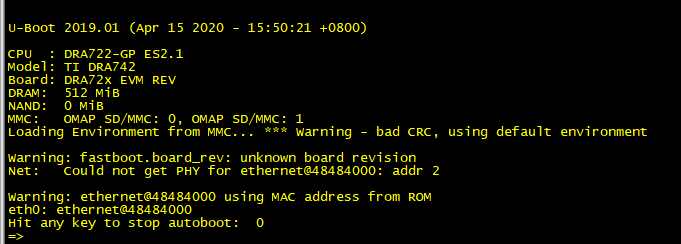 U-Boot 2019.01 (Apr 15 2020 - 15:50:21 +0800)
CPU  : DRA722-GP ES2.1
Model: TI DRA742
Board: DRA72x EVM REV
DRAM:  512 MiB
NAND:  0 MiB
MMC:   OMAP SD/MMC: 0, OMAP SD/MMC: 1
Loading Environment from MMC... *** Warning - bad CRC, using default environment
Warning: fastboot.board_rev: unknown board revision
Net:   Could not get PHY for ethernet@48484000: addr 2
Warning: ethernet@48484000 using MAC address from ROM
eth0: ethernet@48484000
Hit any key to stop autoboot:  0
=>